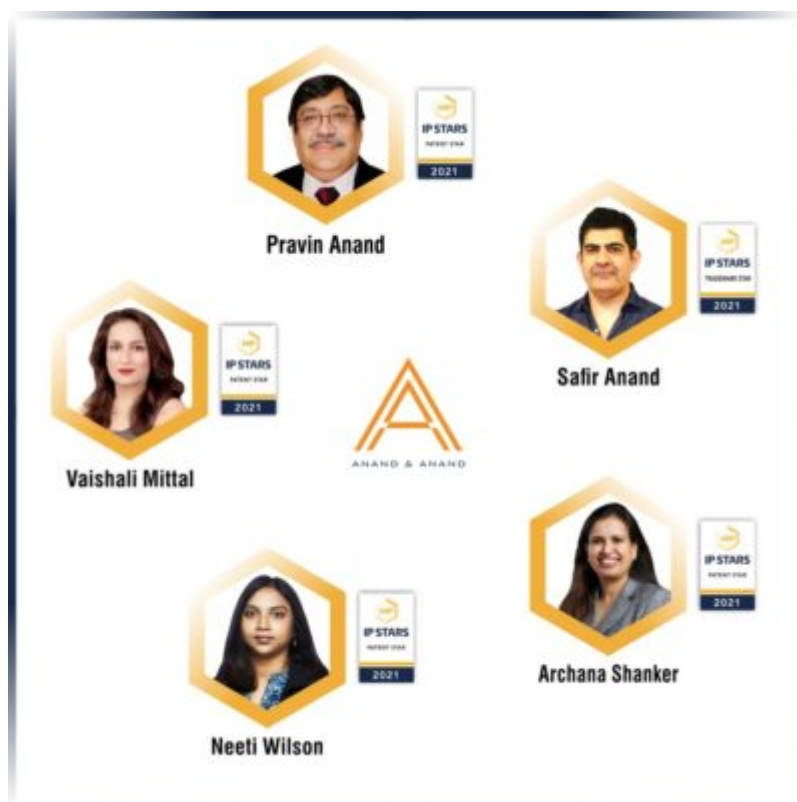 IP STARS
PATENT STAR
2021
Pravin Anand
IP STARS
TRADEMARK STAR
2021
Safir Anand
IP STARS
PATENT STAR
2021
Vaishali Mittal
ANAND & ANAND
IP STARS
PATENT STAR
2021
Archana Shanker
IP STARS
PATENT STAR
2021
Neeti Wilson